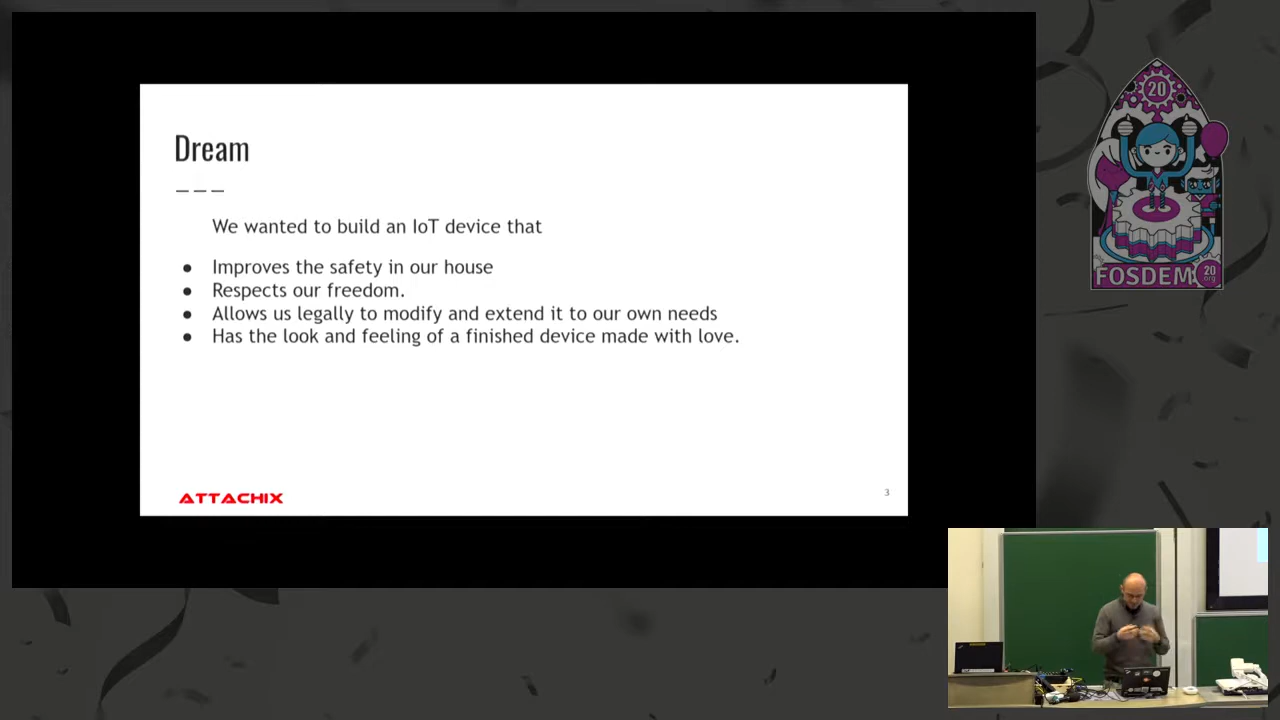 Dream
We wanted to build an IoT device that
● Improves the safety in our house
● Respects our freedom.
● Allows us legally to modify and extend it to our own needs
● Has the look and feeling of a finished device made with love.
ATTACHIX
3
20
FOSDEM
20
.org